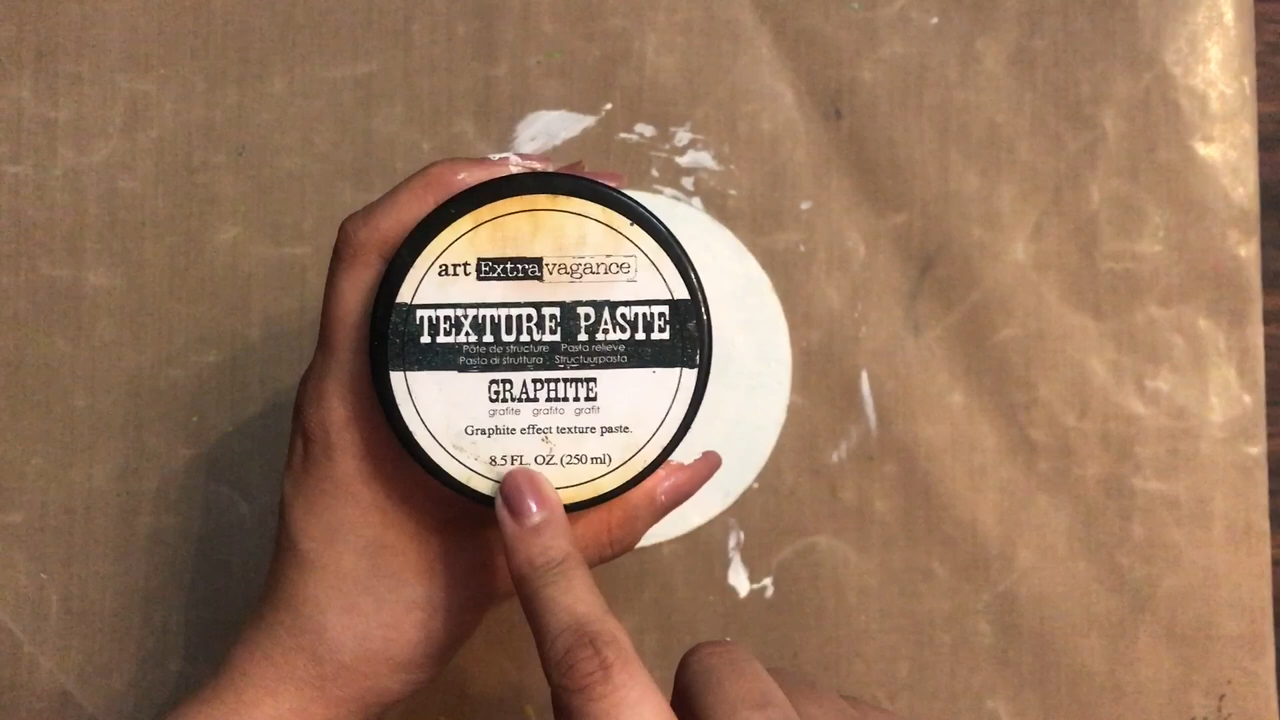 art Extravagance
TEXTURE PASTE
Pâte de structure Pasta relieve
Pasta di struttura Structuurpasta
GRAPHITE
grafite grafito grafit
Graphite effect texture paste.
8.5 FL. OZ. (250 ml)